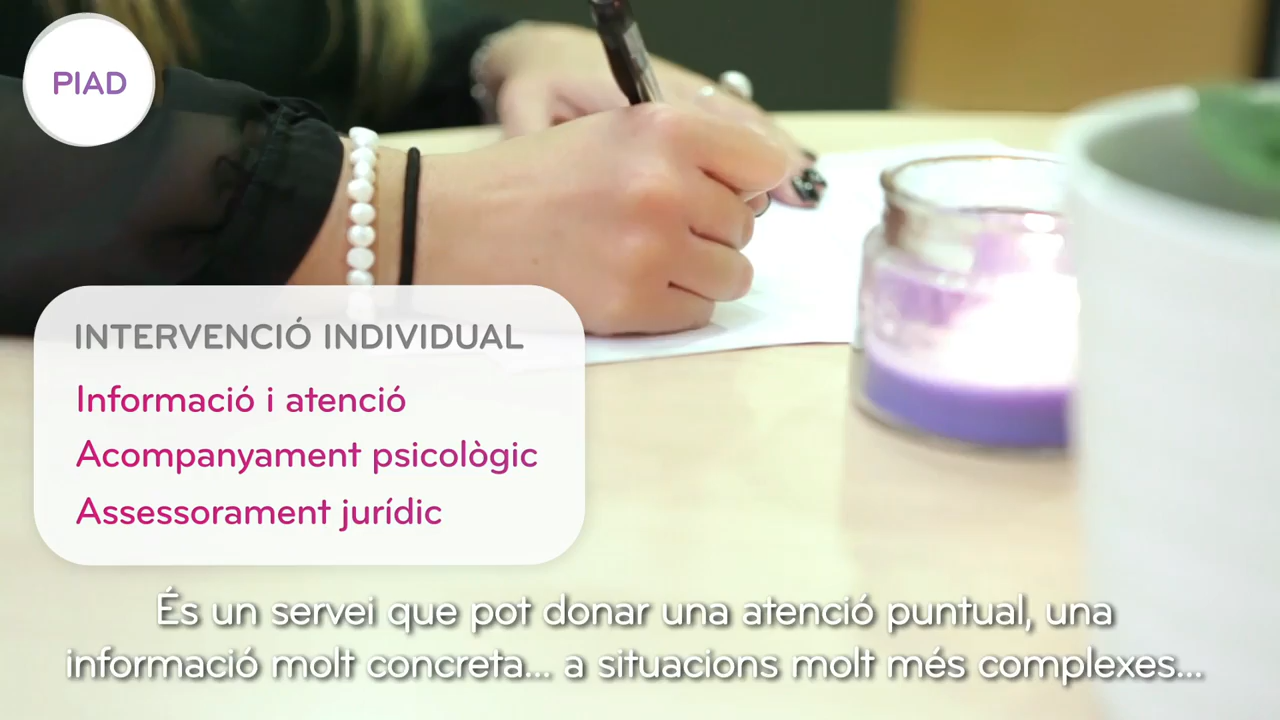 PIAD
INTERVENCIÓ INDIVIDUAL
Informació i atenció
Acompanyament psicològic
Assessorament jurídic
És un servei que pot donar una atenció puntual, una
informació molt concreta... a situacions molt més complexes...